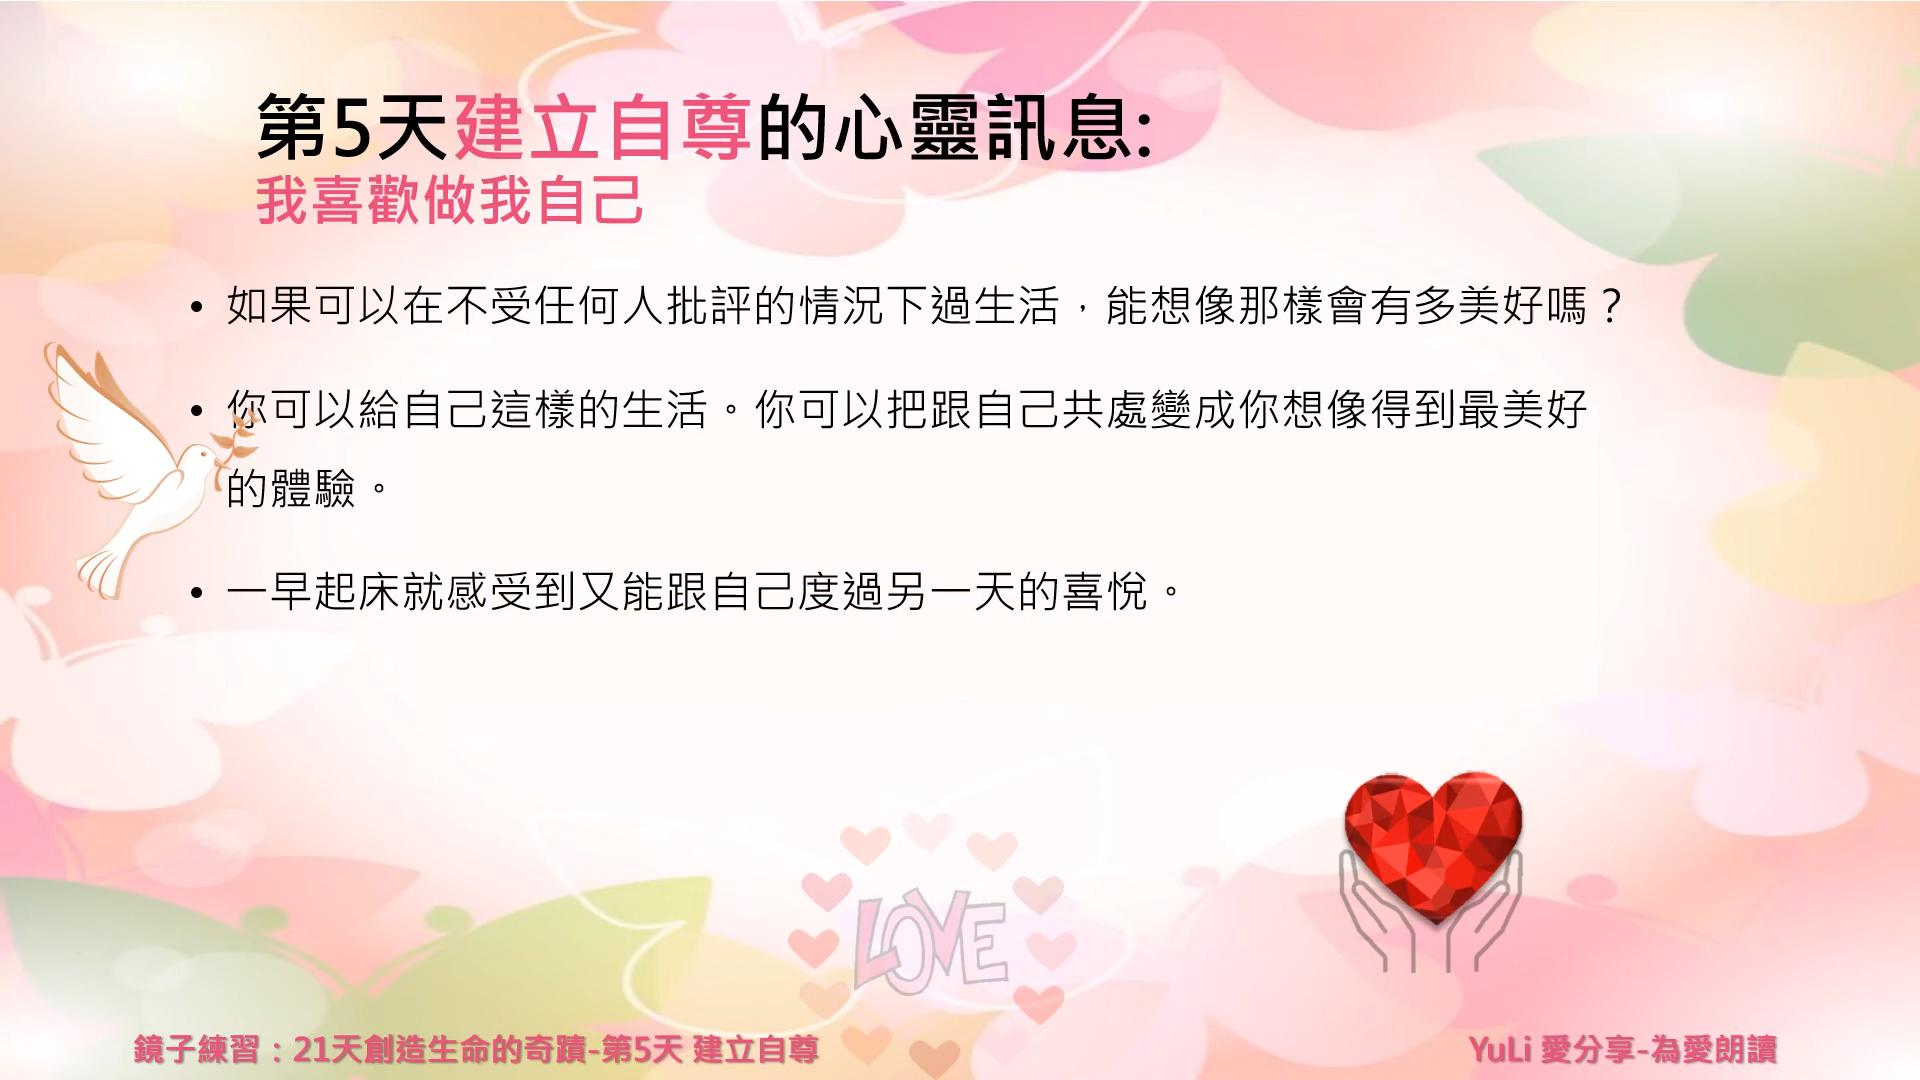 第5天建立自尊的心靈訊息:
我喜歡做我自己
• 如果可以在不受任何人批評的情況下過生活，能想像那樣會有多美好嗎？
• 你可以給自己這樣的生活。你可以把跟自己共處變成你想像得到最美好
的體驗。
• 一早起床就感受到又能跟自己度過另一天的喜悅。
LOVE
鏡子練習：21天創造生命的奇蹟-第5天 建立自尊
YuLi 愛分享-為愛朗讀